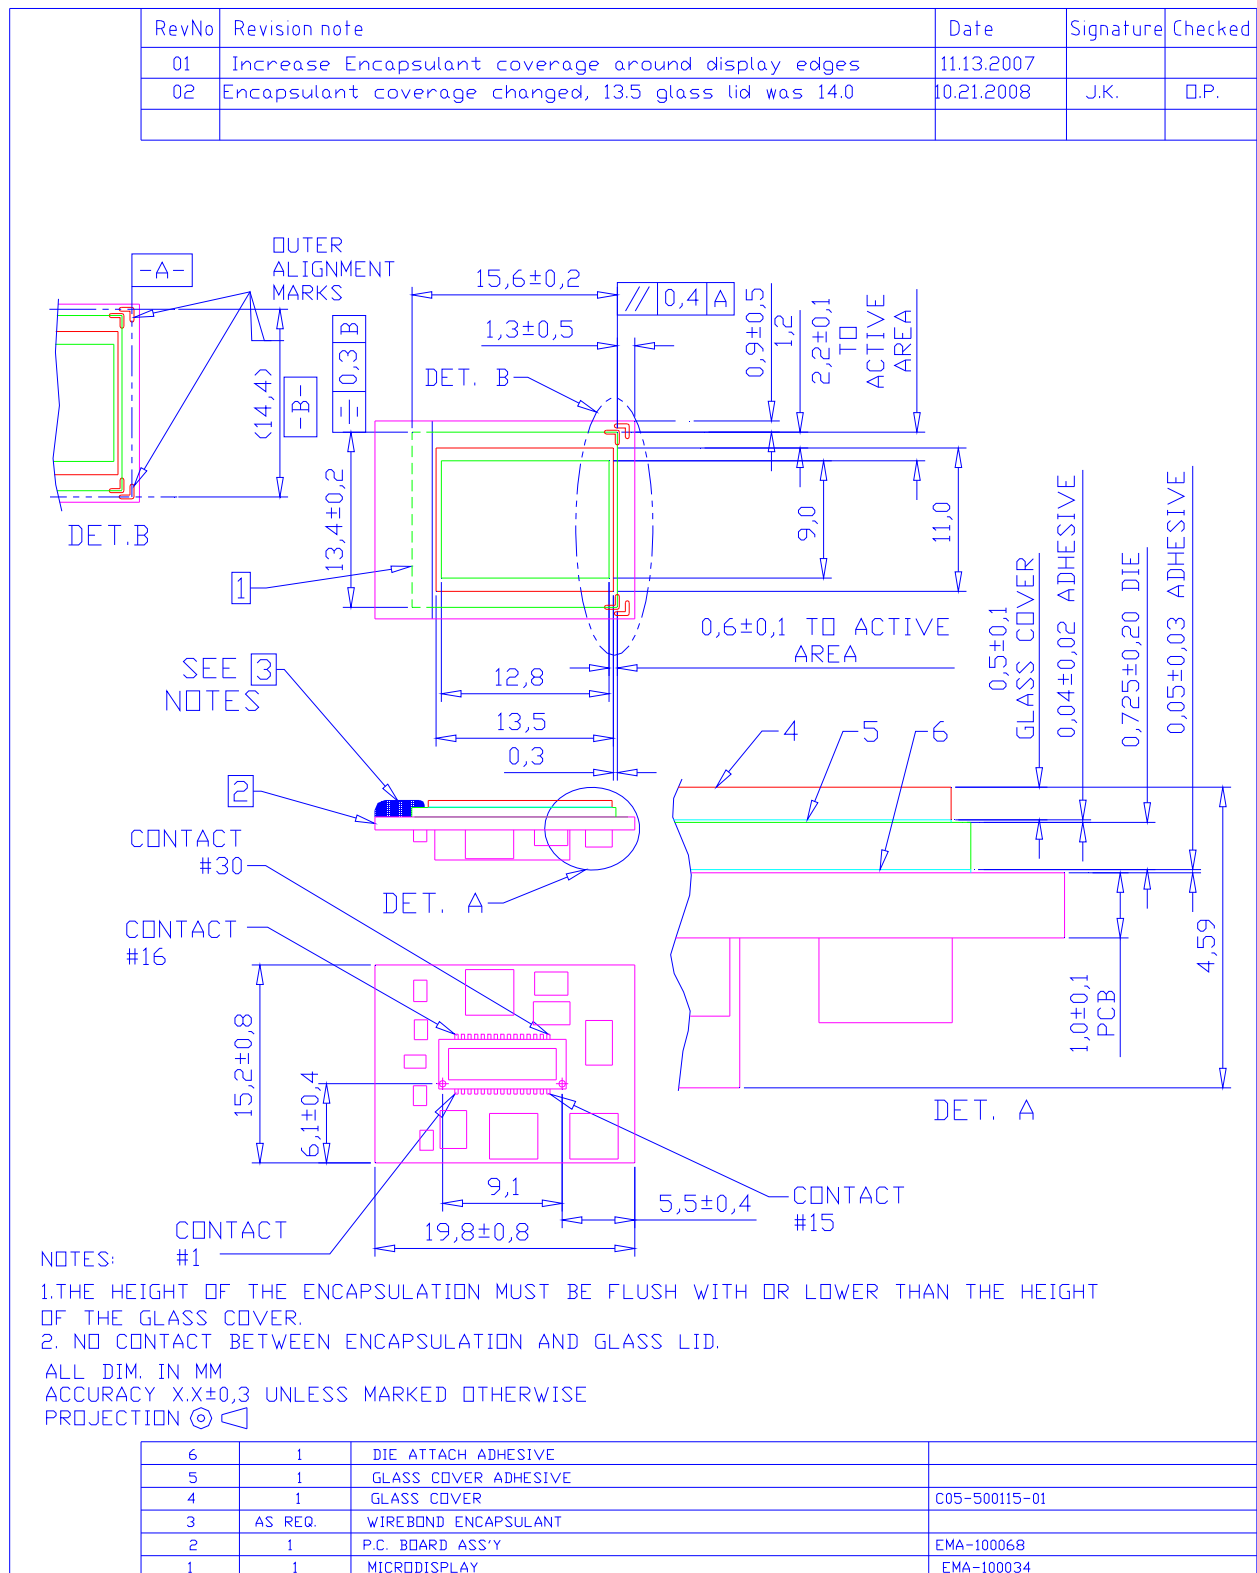 RevNo Revision note Date Signature Checked
01 Increase Encapsulant coverage around display edges 11.13.2007
02 Encapsulant coverage changed, 13.5 glass lid was 14.0 10.21.2008 J.K. O.P.
-A-
OUTER
ALIGNMENT
MARKS
(14,4)
-B-
DET.B
15,6±0,2
// 0,4 A
1,3±0,5
0,3 B
DET. B
0,9±0,5
1,2
2,2±0,1
TO
ACTIVE
AREA
13,4±0,2
9,0
11,0
1
0,6±0,1 TO ACTIVE
AREA
12,8
13,5
0,3
SEE 3
NOTES
2
0,5±0,1
GLASS COVER
0,04±0,02 ADHESIVE
0,725±0,20 DIE
0,05±0,03 ADHESIVE
4
5
6
CONTACT
#30
DET. A
CONTACT
#16
4,59
1,0±0,1
PCB
DET. A
15,2±0,8
6,1±0,4
9,1
5,5±0,4
19,8±0,8
CONTACT
#15
CONTACT
#1
NOTES:
1.THE HEIGHT OF THE ENCAPSULATION MUST BE FLUSH WITH OR LOWER THAN THE HEIGHT
OF THE GLASS COVER.
2. NO CONTACT BETWEEN ENCAPSULATION AND GLASS LID.
ALL DIM. IN MM
ACCURACY X.X±0,3 UNLESS MARKED OTHERWISE
PROJECTION
6 1 DIE ATTACH ADHESIVE
5 1 GLASS COVER ADHESIVE
4 1 GLASS COVER C05-500115-01
3 AS REQ. WIREBOND ENCAPSULANT
2 1 P.C. BOARD ASS'Y EMA-100068
1 1 MICRODISPLAY EMA-100034